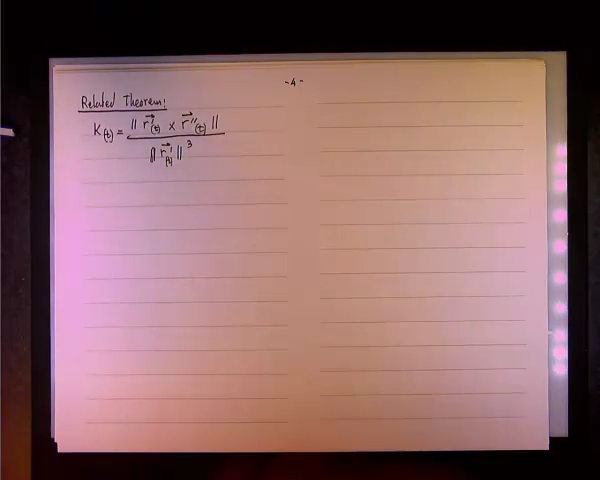 -4-
Related Theorem:
K(t) = ‖ r⃗'(t) × r⃗''(t) ‖
‖ r⃗'(t) ‖³